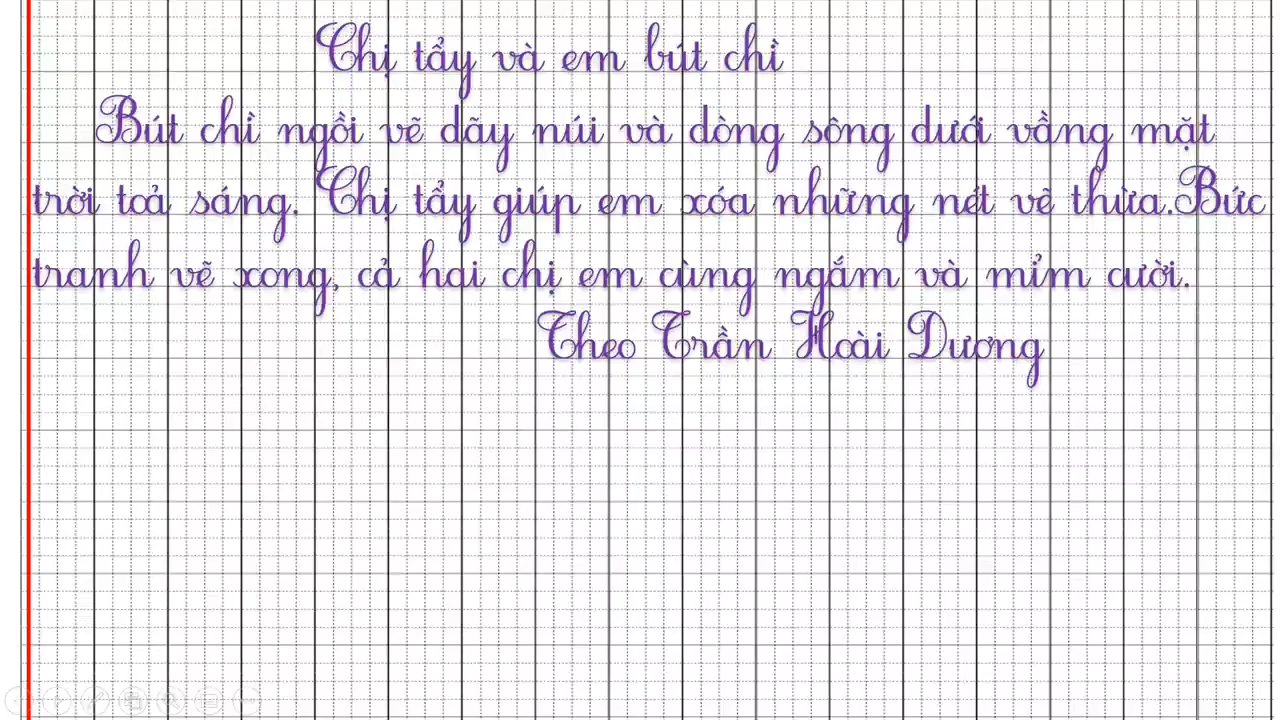 Chị tẩy và em bút chì
Bút chì ngồi vẽ dãy núi và dòng sông dưới vầng mặt
trời toả sáng. Chị tẩy giúp em xóa những nét vẽ thừa.Bức
tranh vẽ xong, cả hai chị em cùng ngắm và mỉm cười.
Theo Trần Hoài Dương